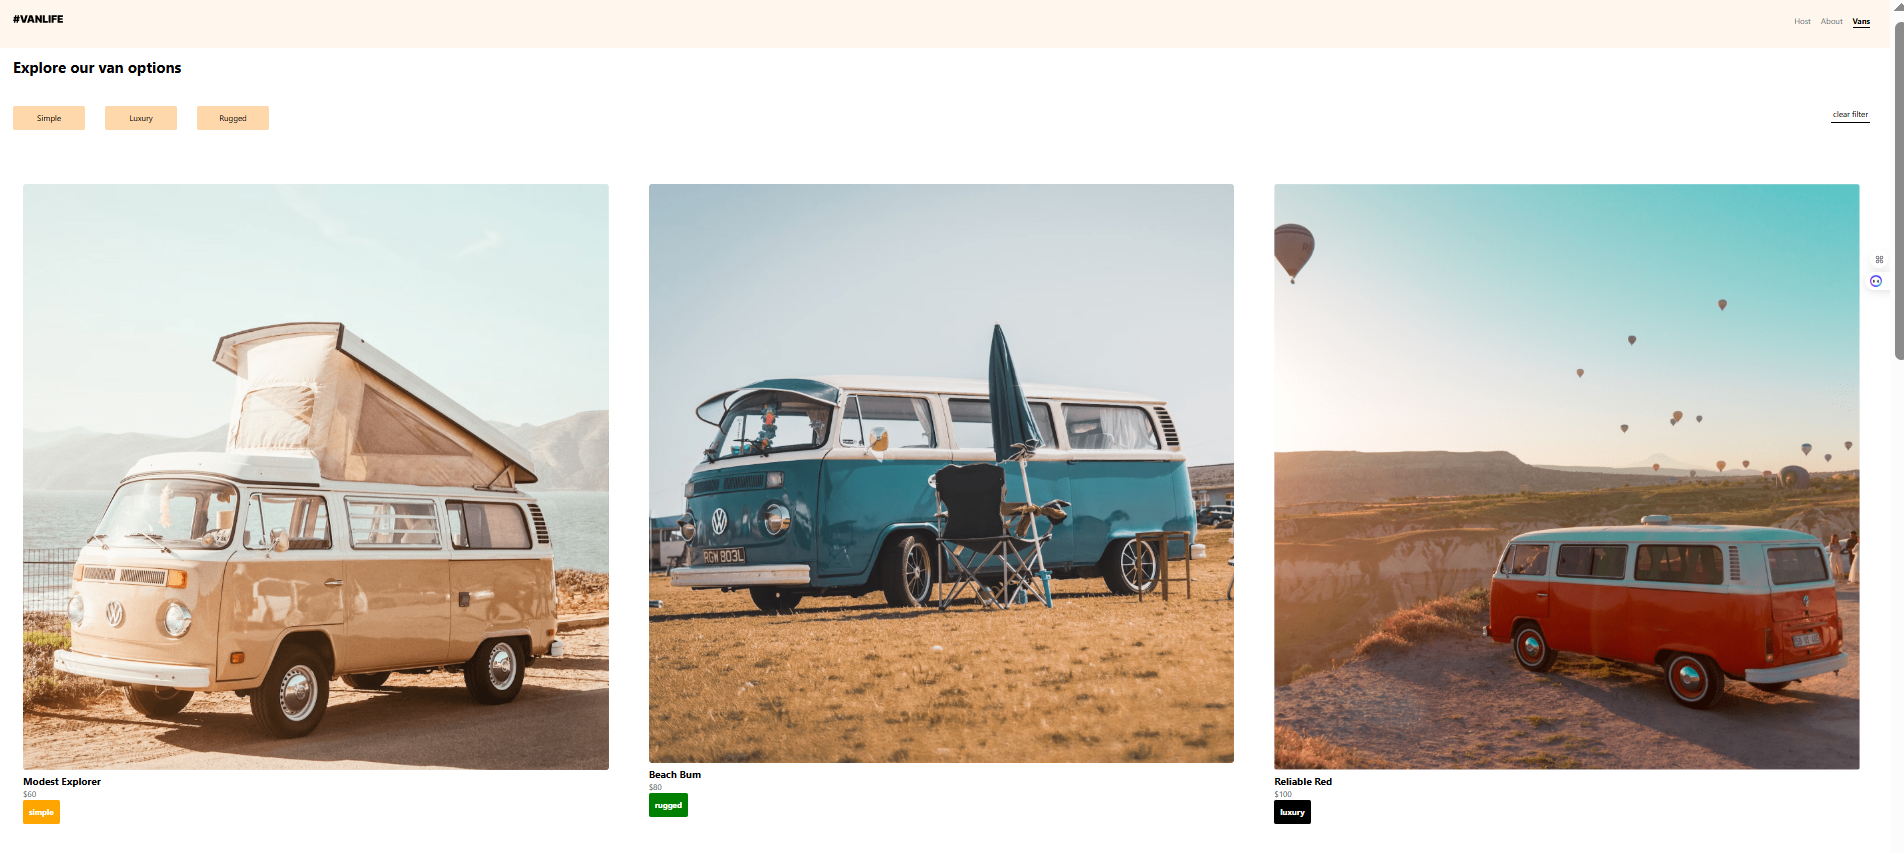 #VANLIFE
Host About Vans
Explore our van options
Simple Luxury Rugged
clear filter
RGW 803L
Modest Explorer
$60
simple
Beach Bum
$80
rugged
Reliable Red
$100
luxury